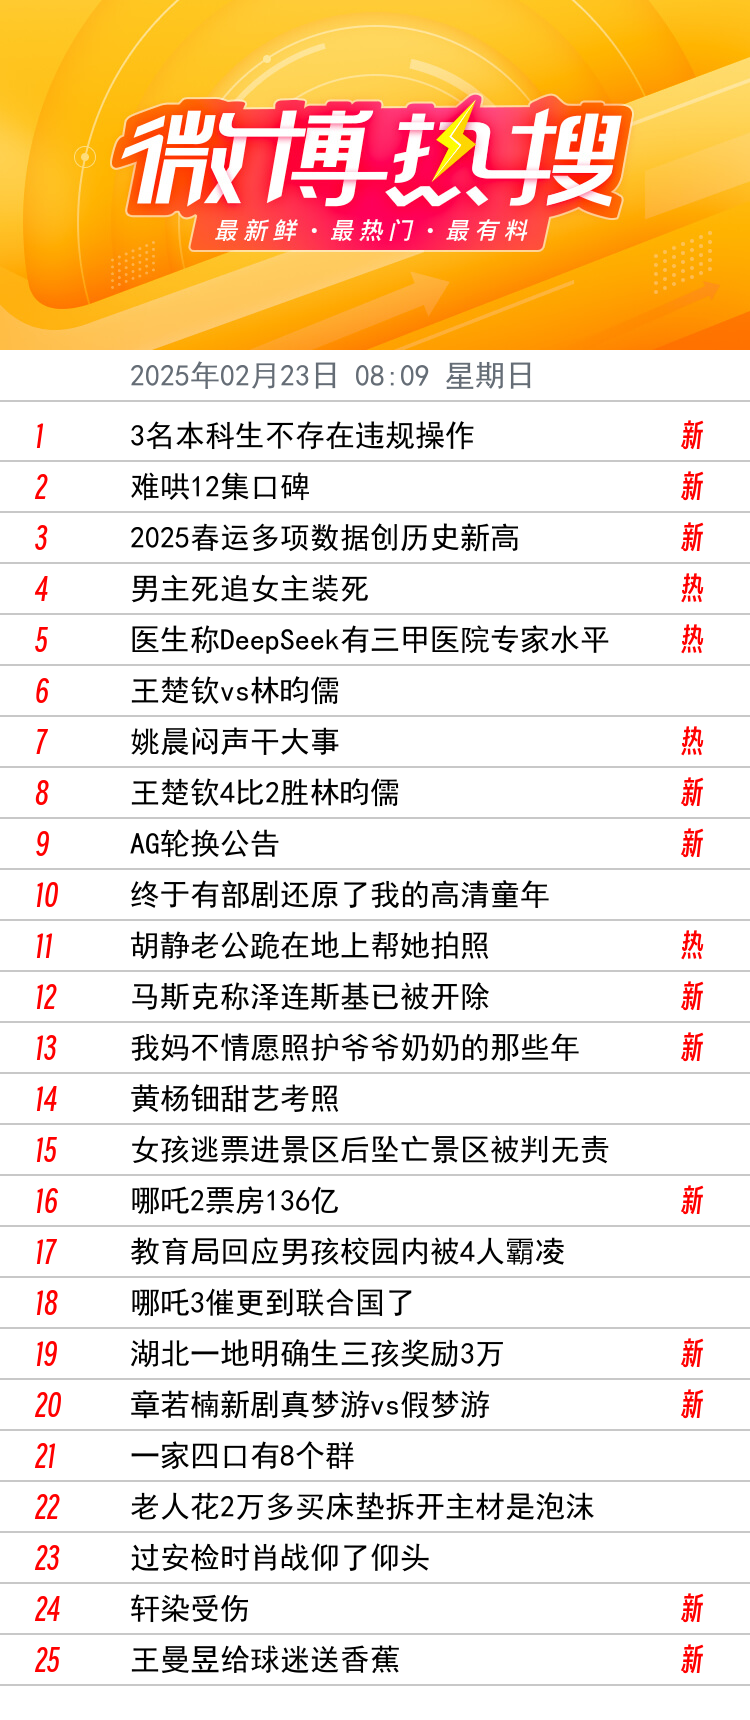 微博热搜
最新鲜·最热门·最有料
2025年02月23日 08:09 星期日
1 3名本科生不存在违规操作 新
2 难哄12集口碑 新
3 2025春运多项数据创历史新高 新
4 男主死追女主装死 热
5 医生称DeepSeek有三甲医院专家水平 热
6 王楚钦vs林昀儒
7 姚晨闷声干大事 热
8 王楚钦4比2胜林昀儒 新
9 AG轮换公告 新
10 终于有部剧还原了我的高清童年
11 胡静老公跪在地上帮她拍照 热
12 马斯克称泽连斯基已被开除 新
13 我妈不情愿照护爷爷奶奶的那些年 新
14 黄杨钿甜艺考照
15 女孩逃票进景区后坠亡景区被判无责
16 哪吒2票房136亿 新
17 教育局回应男孩校园内被4人霸凌
18 哪吒3催更到联合国了
19 湖北一地明确生三孩奖励3万 新
20 章若楠新剧真梦游vs假梦游 新
21 一家四口有8个群
22 老人花2万多买床垫拆开主材是泡沫
23 过安检时肖战仰了仰头
24 轩染受伤 新
25 王曼昱给球迷送香蕉 新